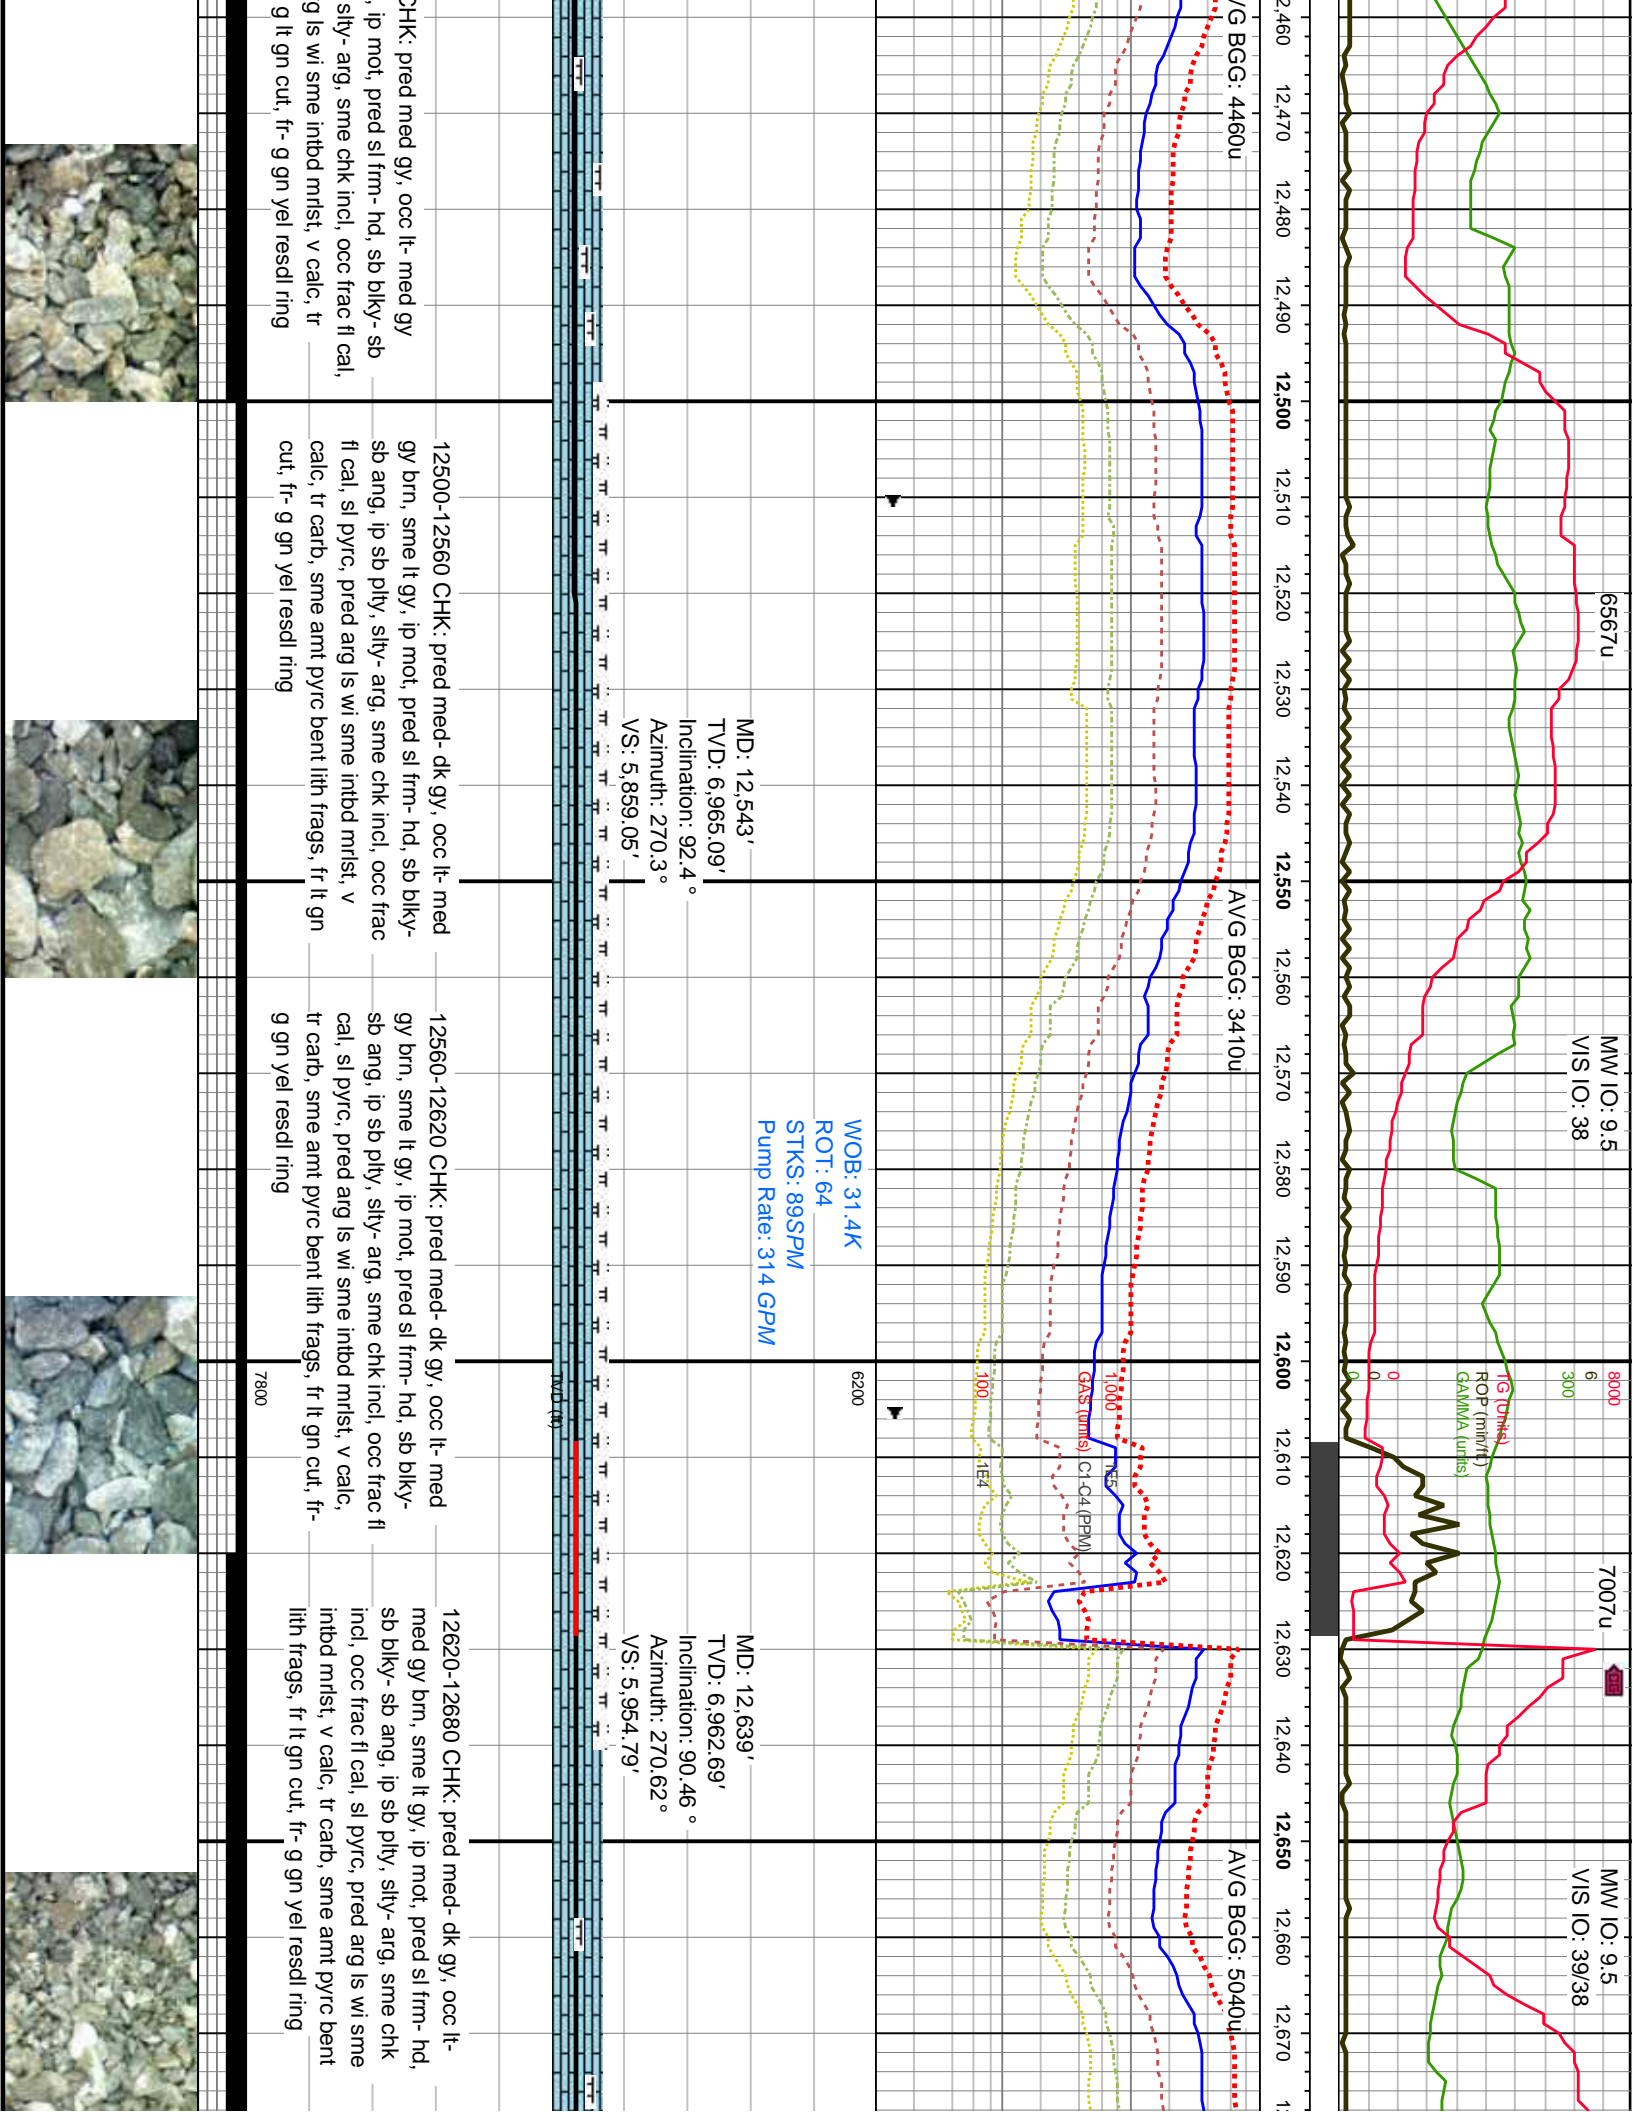 6567u
MW IO: 9.5
VIS IO: 38
7007u
MW IO: 9.5
VIS IO: 39/38
8000
6
300
TG (Units)
ROP (min/ft.)
GAMMA (units)
0
0
0
12,470
12,480
12,490
12,500
12,510
12,520
12,530
12,540
12,550
12,560
12,570
12,580
12,590
12,600
12,610
12,620
12,630
12,640
12,650
12,660
12,670
BGG: 4460u
AVG BGG: 3410u
AVG BGG: 5040u
1,000
1E5
GAS (units)
C1-C4 (PPM)
100
1E4
6200
WOB: 31.4K
ROT: 64
STKS: 89SPM
Pump Rate: 314 GPM
MD: 12,543'
TVD: 6,965.09'
Inclination: 92.4 °
Azimuth: 270.3°
VS: 5,859.05'
MD: 12,639'
TVD: 6,962.69'
Inclination: 90.46 °
Azimuth: 270.62°
VS: 5,954.79'
TVD (ft)
7800
CHK: pred med gy, occ lt- med gy
, ip mot, pred sl frm- hd, sb blky- sb
slty- arg, sme chk incl, occ frac fl cal,
g ls wi sme intbd mrlst, v calc, tr
g lt gn cut, fr- g gn yel resdl ring
12500-12560 CHK: pred med- dk gy, occ lt- med
gy brn, sme lt gy, ip mot, pred sl frm- hd, sb blky-
sb ang, ip sb plty, slty- arg, sme chk incl, occ frac
fl cal, sl pyrc, pred arg ls wi sme intbd mrlst, v
calc, tr carb, sme amt pyrc bent lith frags, fr lt gn
cut, fr- g gn yel resdl ring
12560-12620 CHK: pred med- dk gy, occ lt- med
gy brn, sme lt gy, ip mot, pred sl frm- hd, sb blky-
sb ang, ip sb plty, slty- arg, sme chk incl, occ frac fl
cal, sl pyrc, pred arg ls wi sme intbd mrlst, v calc,
tr carb, sme amt pyrc bent lith frags, fr lt gn cut, fr-
g gn yel resdl ring
12620-12680 CHK: pred med- dk gy, occ lt-
med gy brn, sme lt gy, ip mot, pred sl frm- hd,
sb blky- sb ang, ip sb plty, slty- arg, sme chk
incl, occ frac fl cal, sl pyrc, pred arg ls wi sme
intbd mrlst, v calc, tr carb, sme amt pyrc bent
lith frags, fr lt gn cut, fr- g gn yel resdl ring